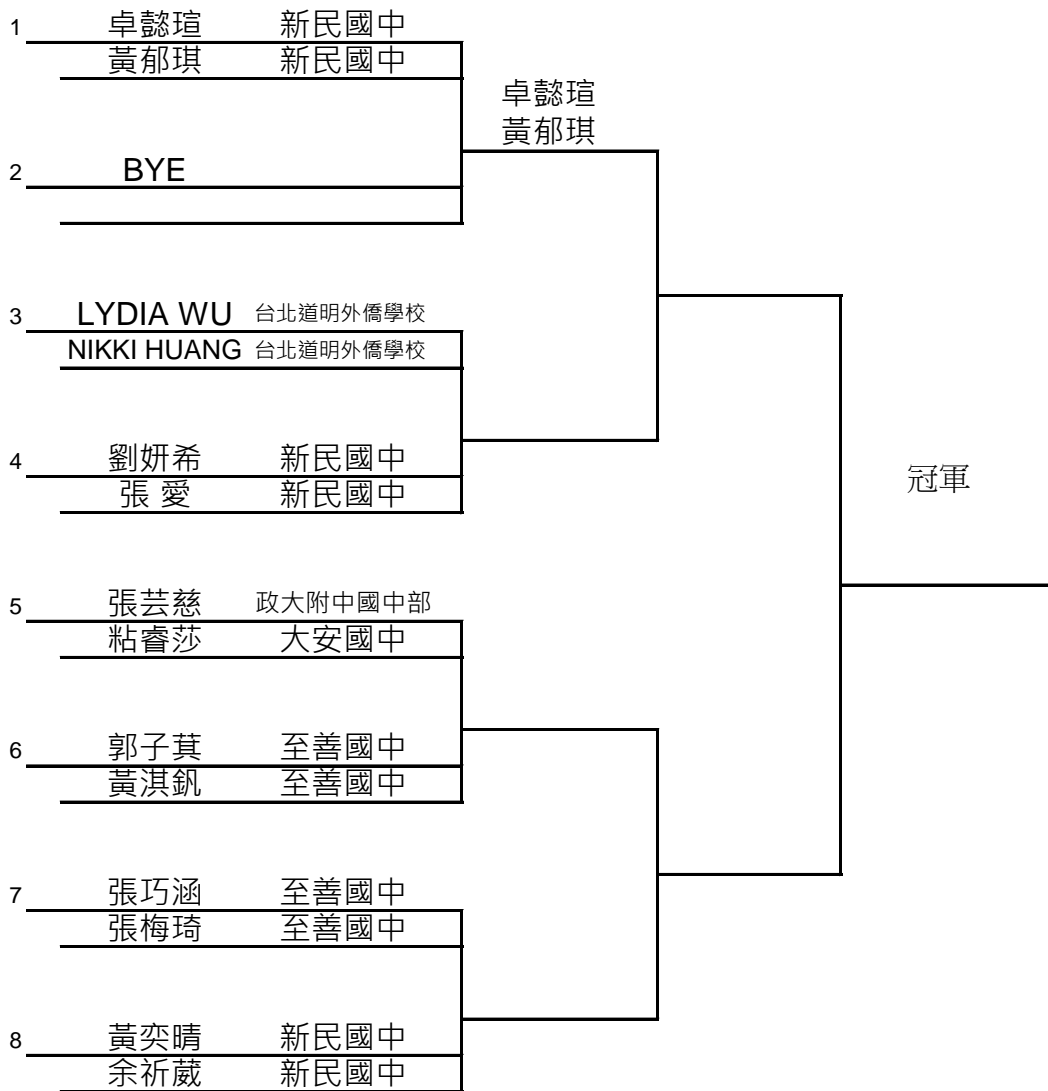 1 卓懿瑄 新民國中
黃郁琪 新民國中
卓懿瑄
黃郁琪
2 BYE
3 LYDIA WU 台北道明外僑學校
NIKKI HUANG 台北道明外僑學校
4 劉妍希 新民國中
張 愛 新民國中
冠軍
5 張芸慈 政大附中國中部
粘睿莎 大安國中
6 郭子萁 至善國中
黃淇釩 至善國中
7 張巧涵 至善國中
張梅琦 至善國中
8 黃奕晴 新民國中
余祈葳 新民國中